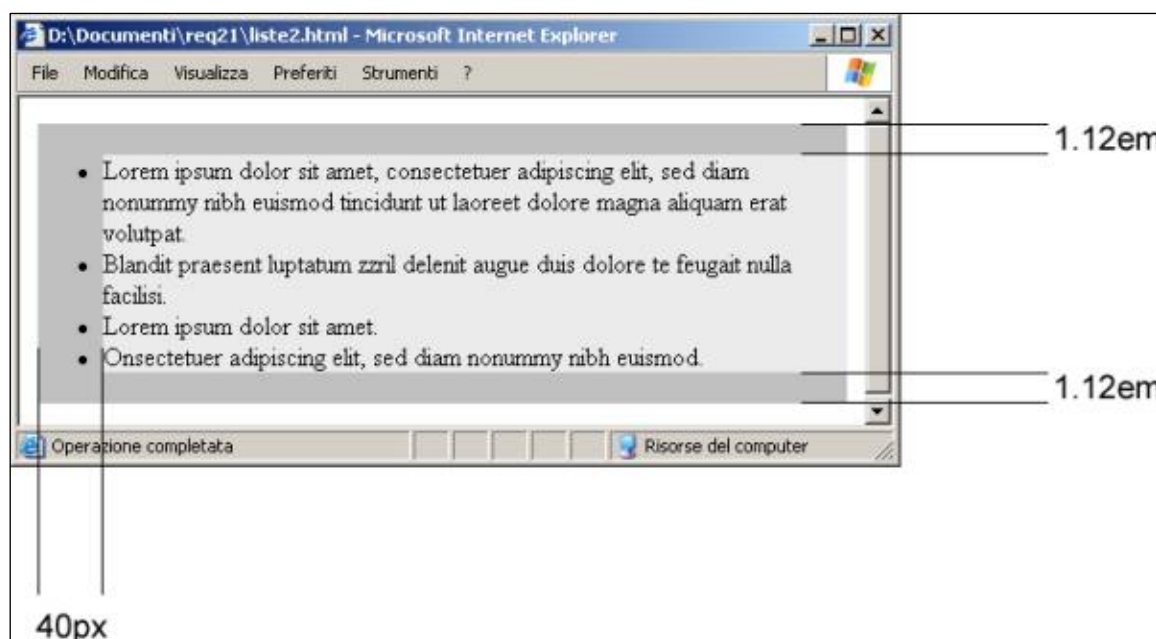 D:\Documenti\req21\liste2.html - Microsoft Internet Explorer
File Modifica Visualizza Preferiti Strumenti ?
1.12em
• Lorem ipsum dolor sit amet, consectetuer adipiscing elit, sed diam
nonummy nibh euismod tincidunt ut laoreet dolore magna aliquam erat
volutpat.
• Blandit praesent luptatum zzril delenit augue duis dolore te feugait nulla
facilisi.
• Lorem ipsum dolor sit amet.
• Onsectetuer adipiscing elit, sed diam nonummy nibh euismod.
1.12em
Operazione completata Risorse del computer
40px